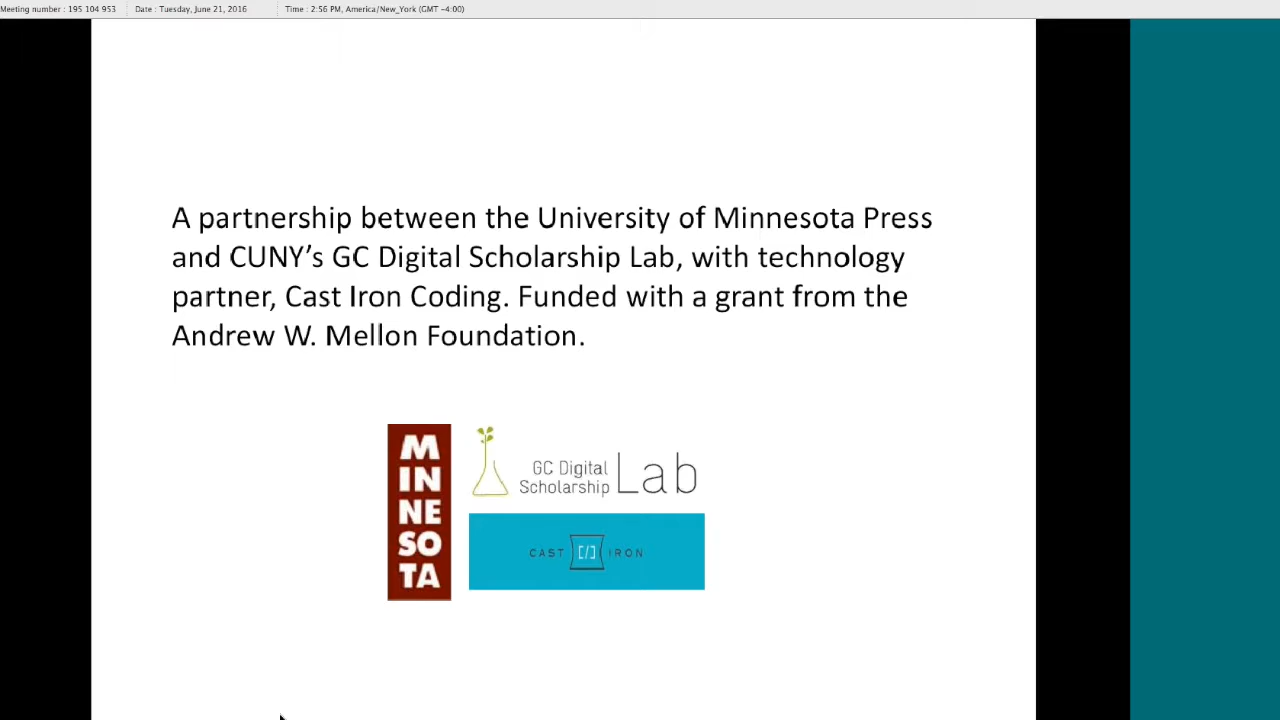 Meeting number : 195 104 953 Date : Tuesday, June 21, 2016 Time : 2:56 PM, America/New_York (GMT -4:00)
A partnership between the University of Minnesota Press
and CUNY’s GC Digital Scholarship Lab, with technology
partner, Cast Iron Coding. Funded with a grant from the
Andrew W. Mellon Foundation.
M
IN
NE
SO
TA
GC Digital
Scholarship Lab
CAST [/] IRON